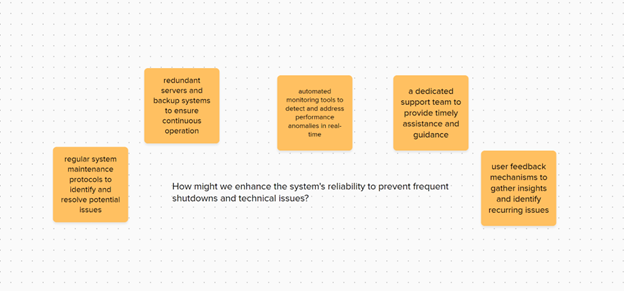 redundant
servers and
backup systems
to ensure
continuous
operation
automated
monitoring tools to
detect and address
performance
anomalies in real-
time
a dedicated
support team to
provide timely
assistance and
guidance
regular system
maintenance
protocols to
identify and
resolve potential
issues
user feedback
mechanisms to
gather insights
and identify
recurring issues
How might we enhance the system's reliability to prevent frequent
shutdowns and technical issues?